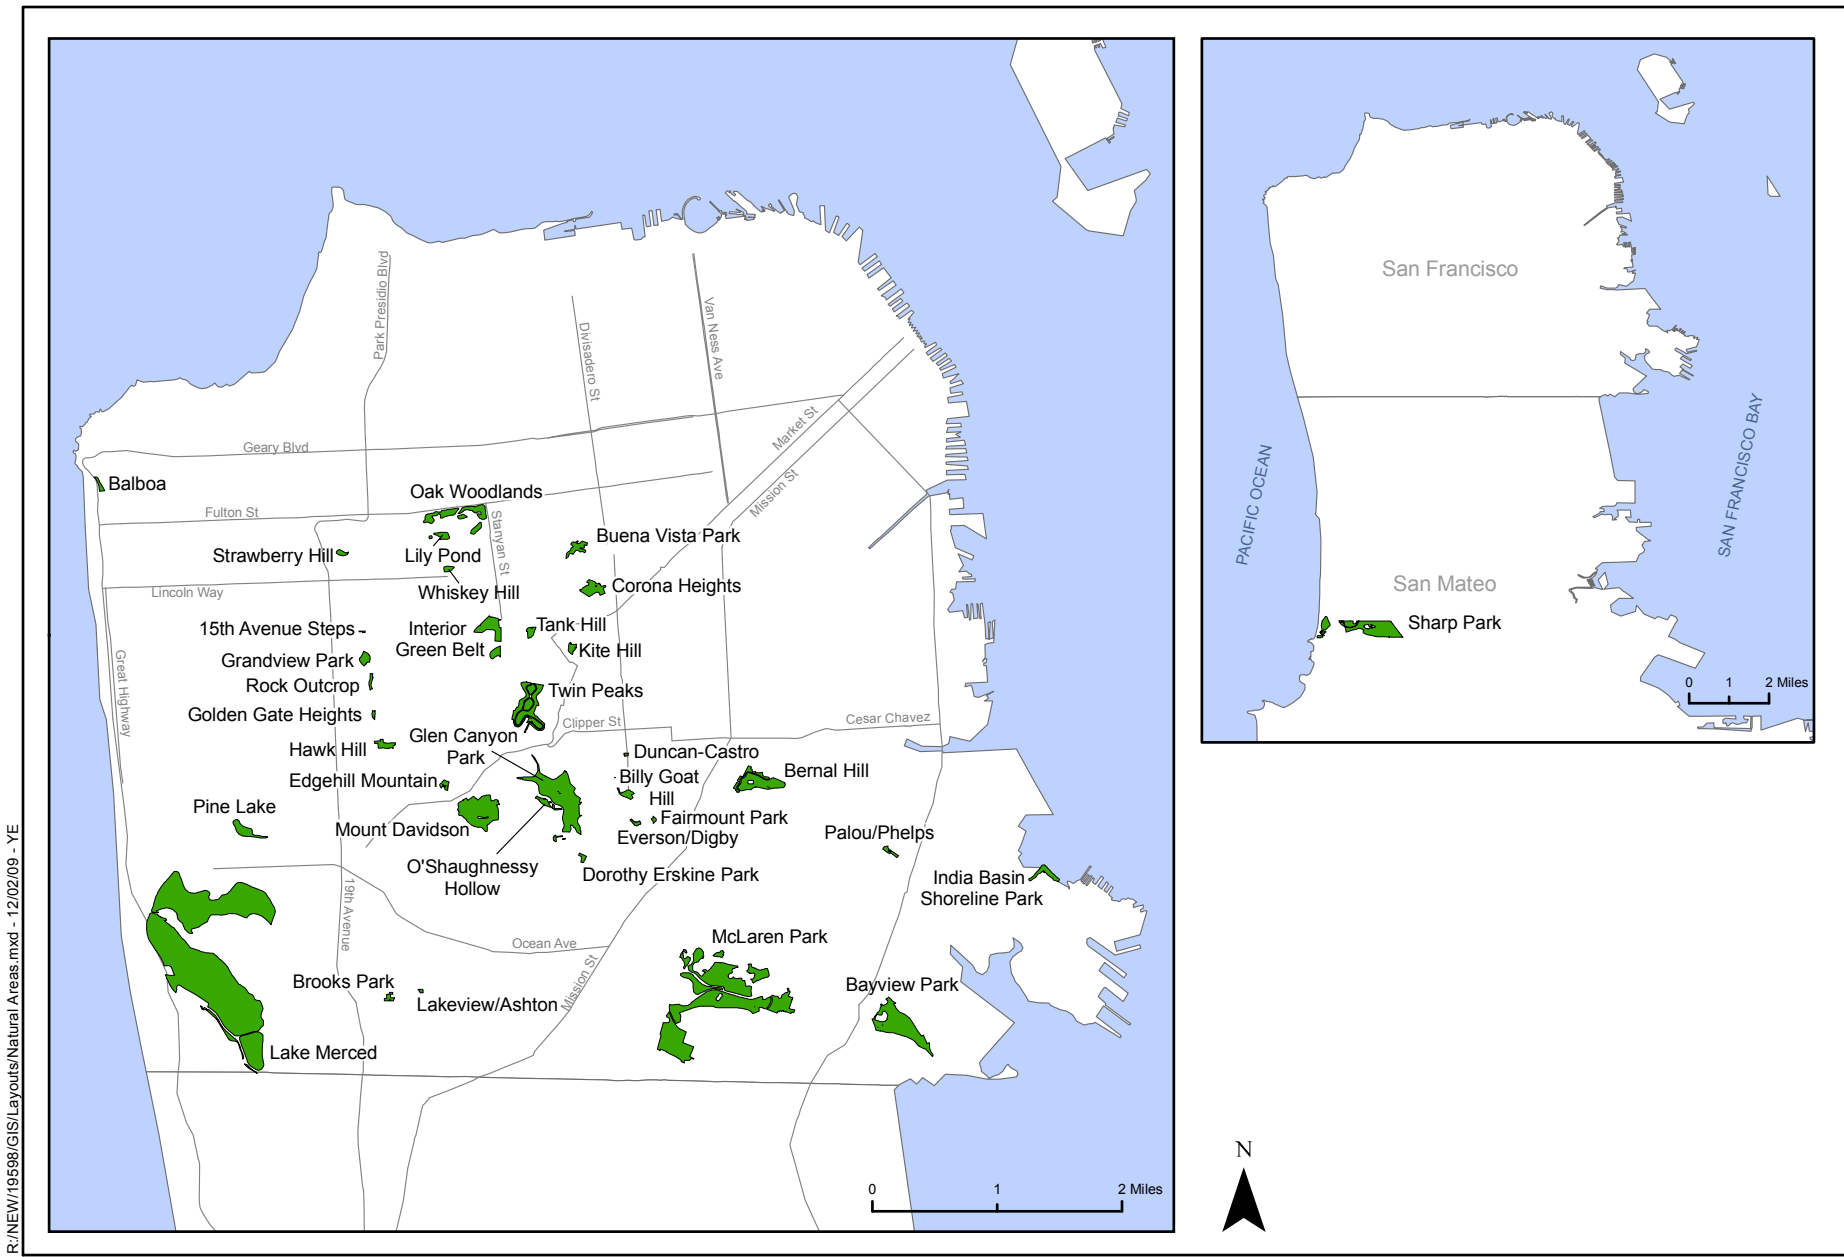 Park Presidio Blvd
Divisadero St
Van Ness Ave
Market St
Geary Blvd
Mission St
Balboa
Oak Woodlands
Fulton St
Stanyan St
Buena Vista Park
Strawberry Hill
Lily Pond
Corona Heights
Lincoln Way
Whiskey Hill
15th Avenue Steps
Interior
Green Belt
Tank Hill
Kite Hill
Great Highway
Grandview Park
Rock Outcrop
Twin Peaks
Golden Gate Heights
Clipper St
Cesar Chavez
Glen Canyon
Park
Hawk Hill
Duncan-Castro
Bernal Hill
Edgehill Mountain
Billy Goat
Hill
Pine Lake
Fairmount Park
Mount Davidson
Everson/Digby
Palou/Phelps
O'Shaughnessy
Hollow
Dorothy Erskine Park
India Basin
Shoreline Park
19th Avenue
Ocean Ave
McLaren Park
Mission St
Brooks Park
Lakeview/Ashton
Bayview Park
Lake Merced
0 1 2 Miles
San Francisco
PACIFIC OCEAN
SAN FRANCISCO BAY
San Mateo
Sharp Park
0 1 2 Miles
N
R:/NEW/19598/GIS/Layouts/Natural Areas.mxd - 12/02/09 - YE